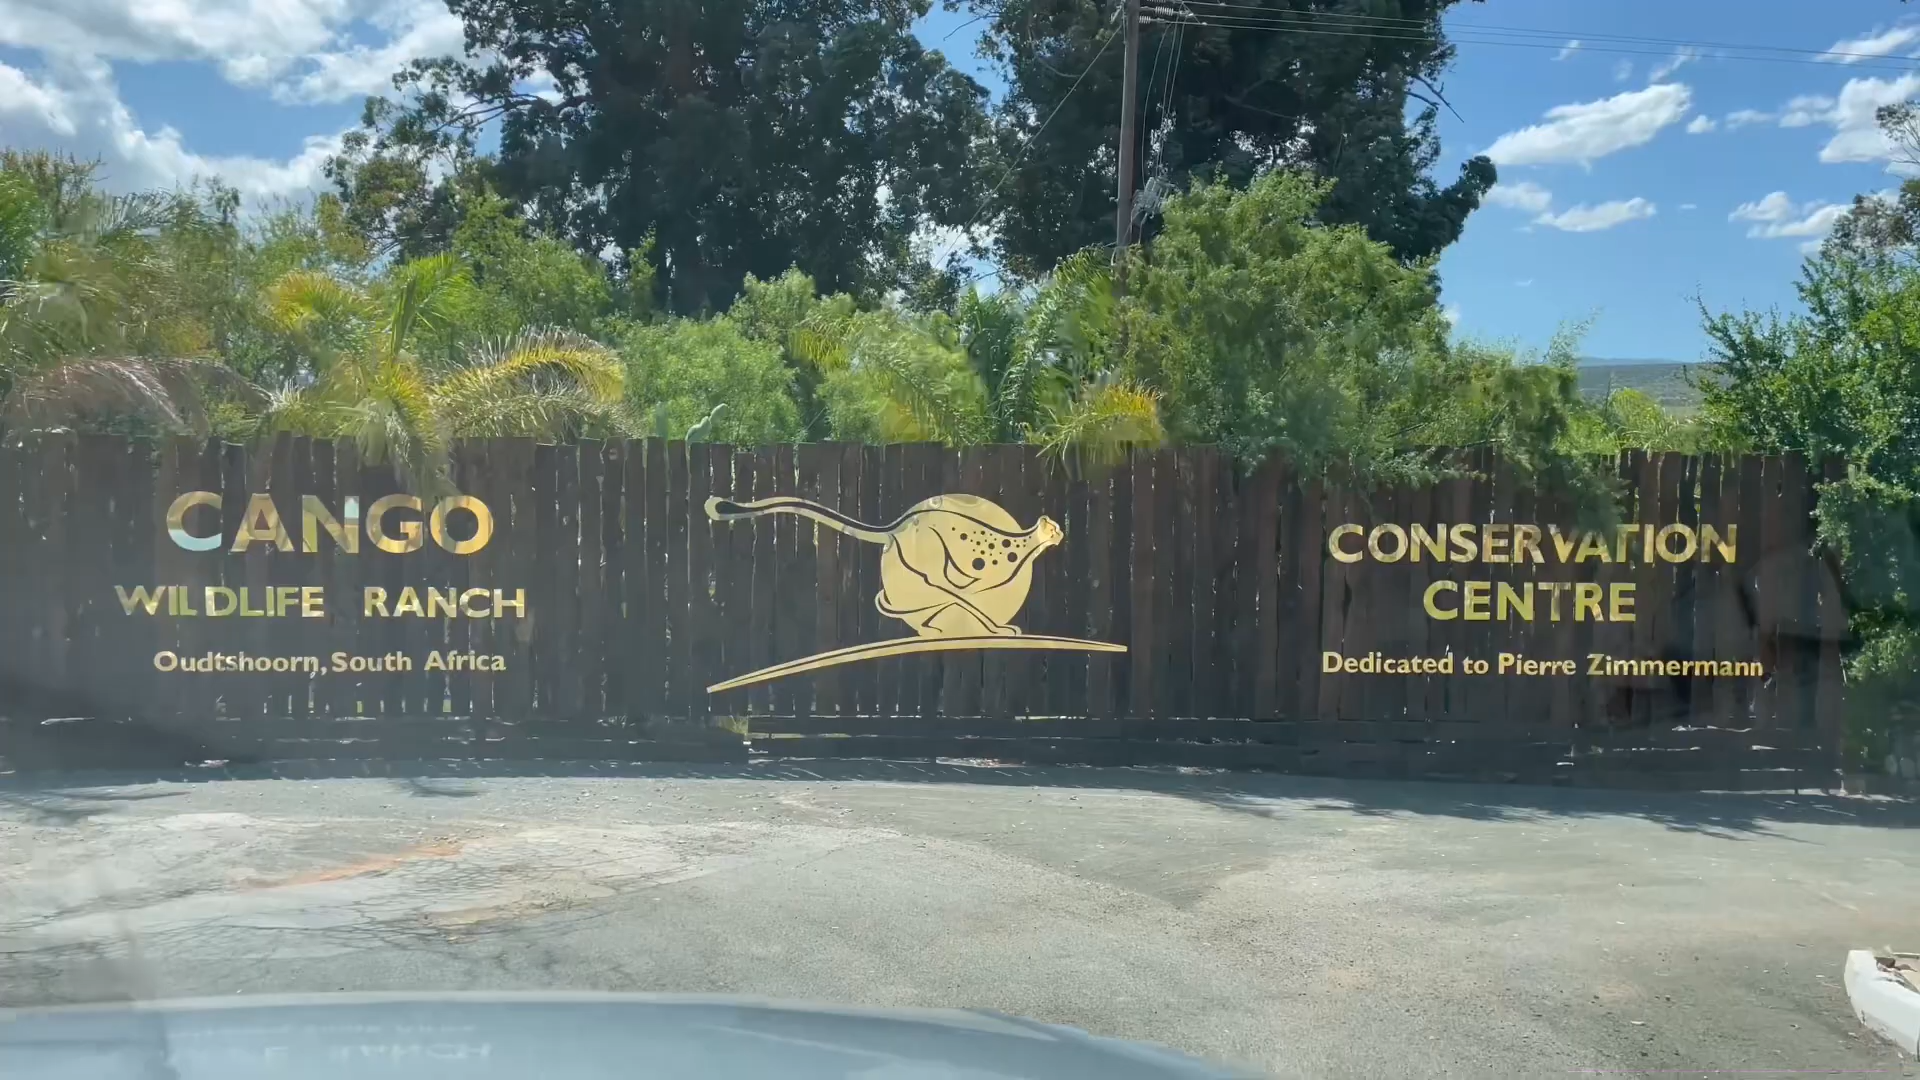 CANGO
WILDLIFE RANCH
Oudtshoorn, South Africa
CONSERVATION
CENTRE
Dedicated to Pierre Zimmermann